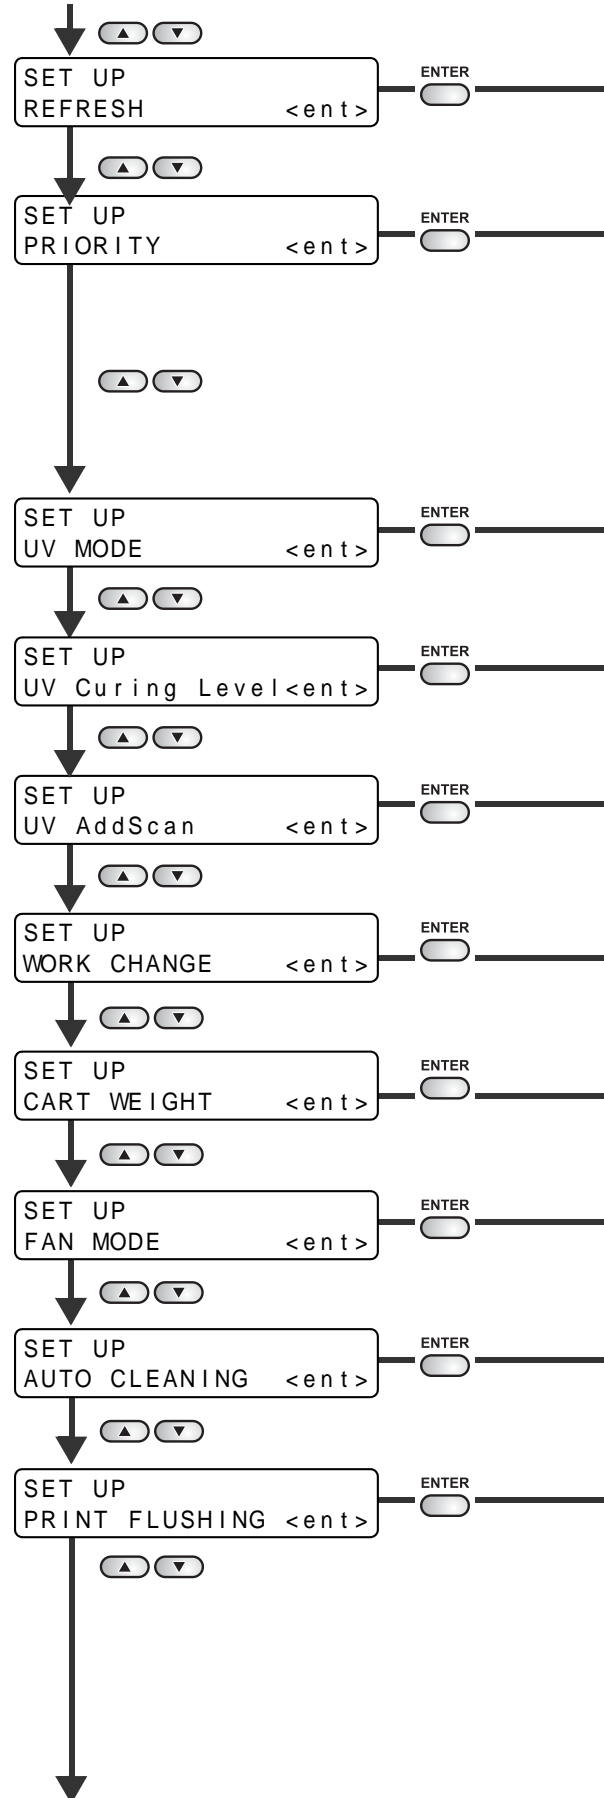 SET UP
REFRESH <ent>
ENTER
SET UP
PRIORITY <ent>
ENTER
SET UP
UV MODE <ent>
ENTER
SET UP
UV Curing Level<ent>
ENTER
SET UP
UV AddScan <ent>
ENTER
SET UP
WORK CHANGE <ent>
ENTER
SET UP
CART WEIGHT <ent>
ENTER
SET UP
FAN MODE <ent>
ENTER
SET UP
AUTO CLEANING <ent>
ENTER
SET UP
PRINT FLUSHING <ent>
ENTER